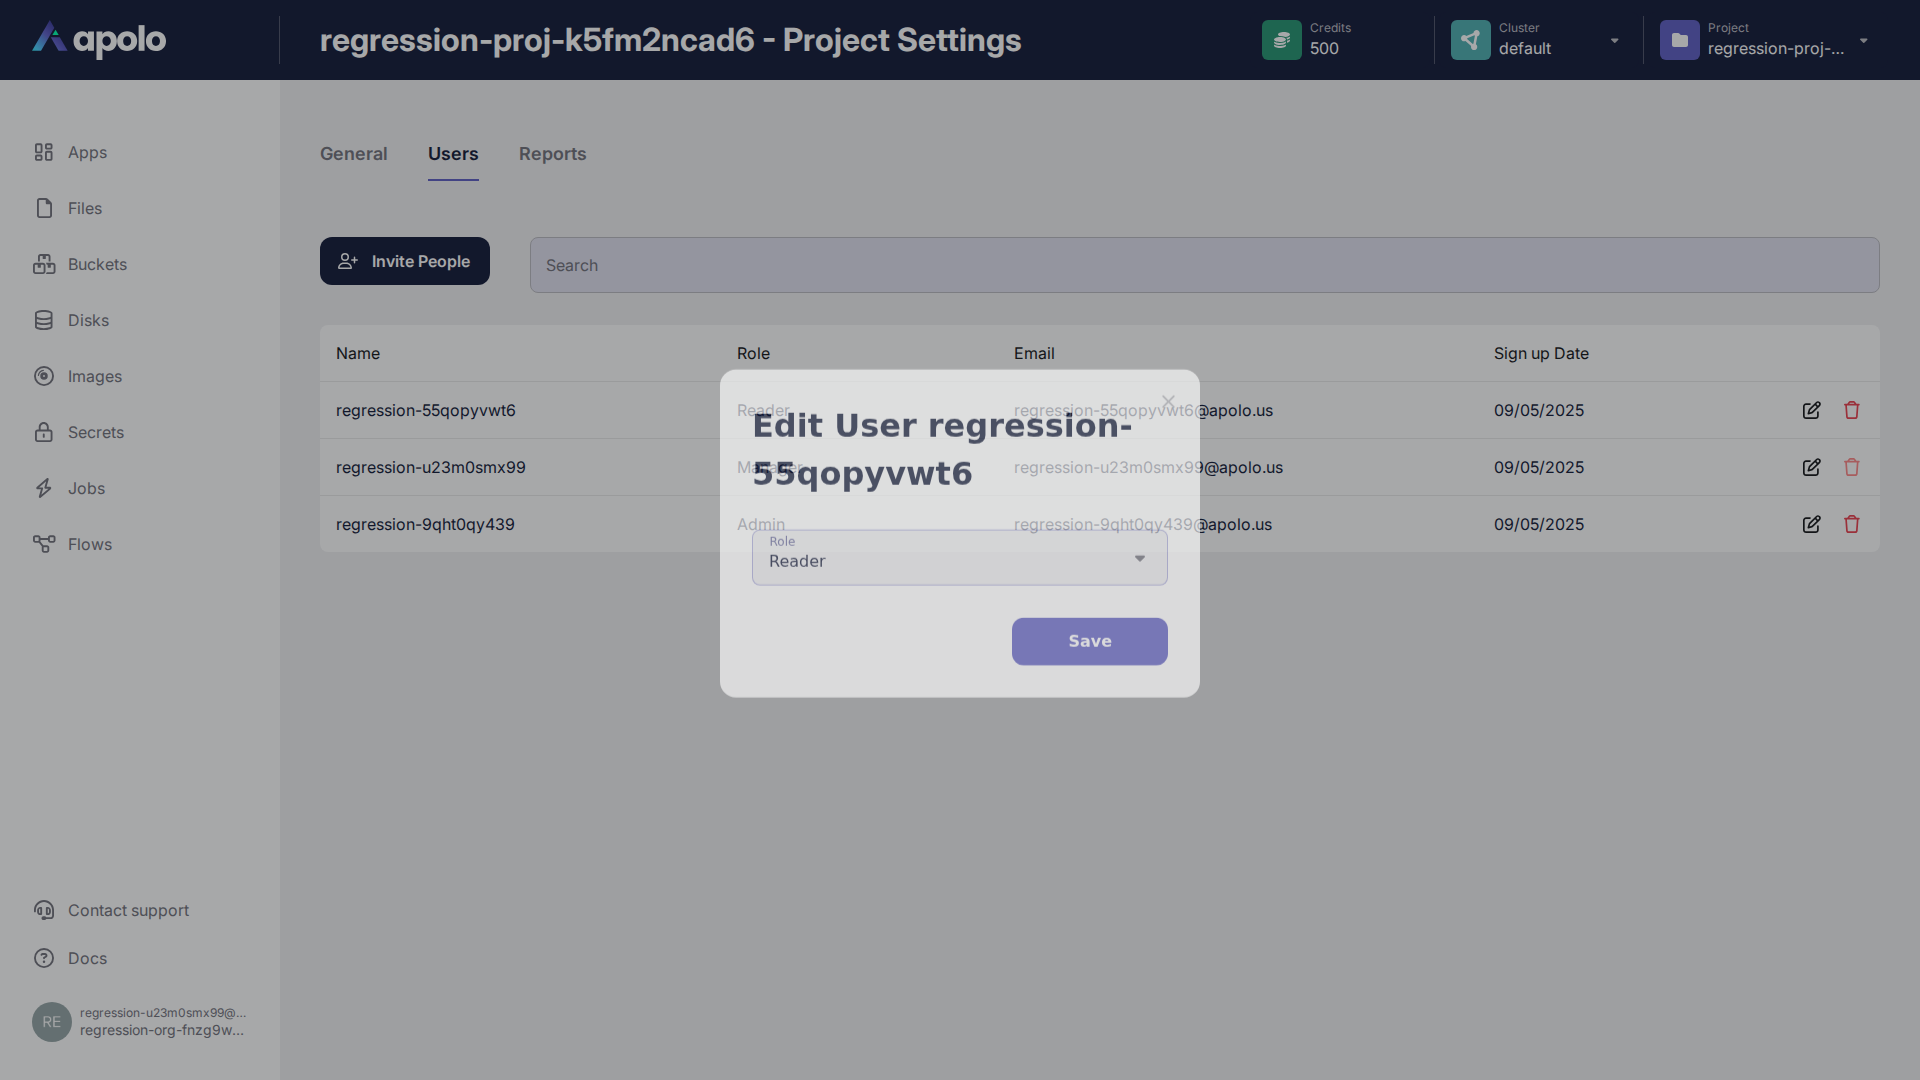 apolo
regression-proj-k5fm2ncad6 - Project Settings
Credits
500
Cluster
default
Project
regression-proj-...
Apps
Files
Buckets
Disks
Images
Secrets
Jobs
Flows
Contact support
Docs
RE
regression-u23m0smx99@...
regression-org-fnzg9w...
General Users Reports
Invite People
Search
Name Role Email Sign up Date
regression-55qopyvwt6 Reader regression-55qopyvwt6@apolo.us 09/05/2025
regression-u23m0smx99 Manager regression-u23m0smx99@apolo.us 09/05/2025
regression-9qht0qy439 Admin regression-9qht0qy439@apolo.us 09/05/2025
Edit User regression-
55qopyvwt6
Role
Reader
Save